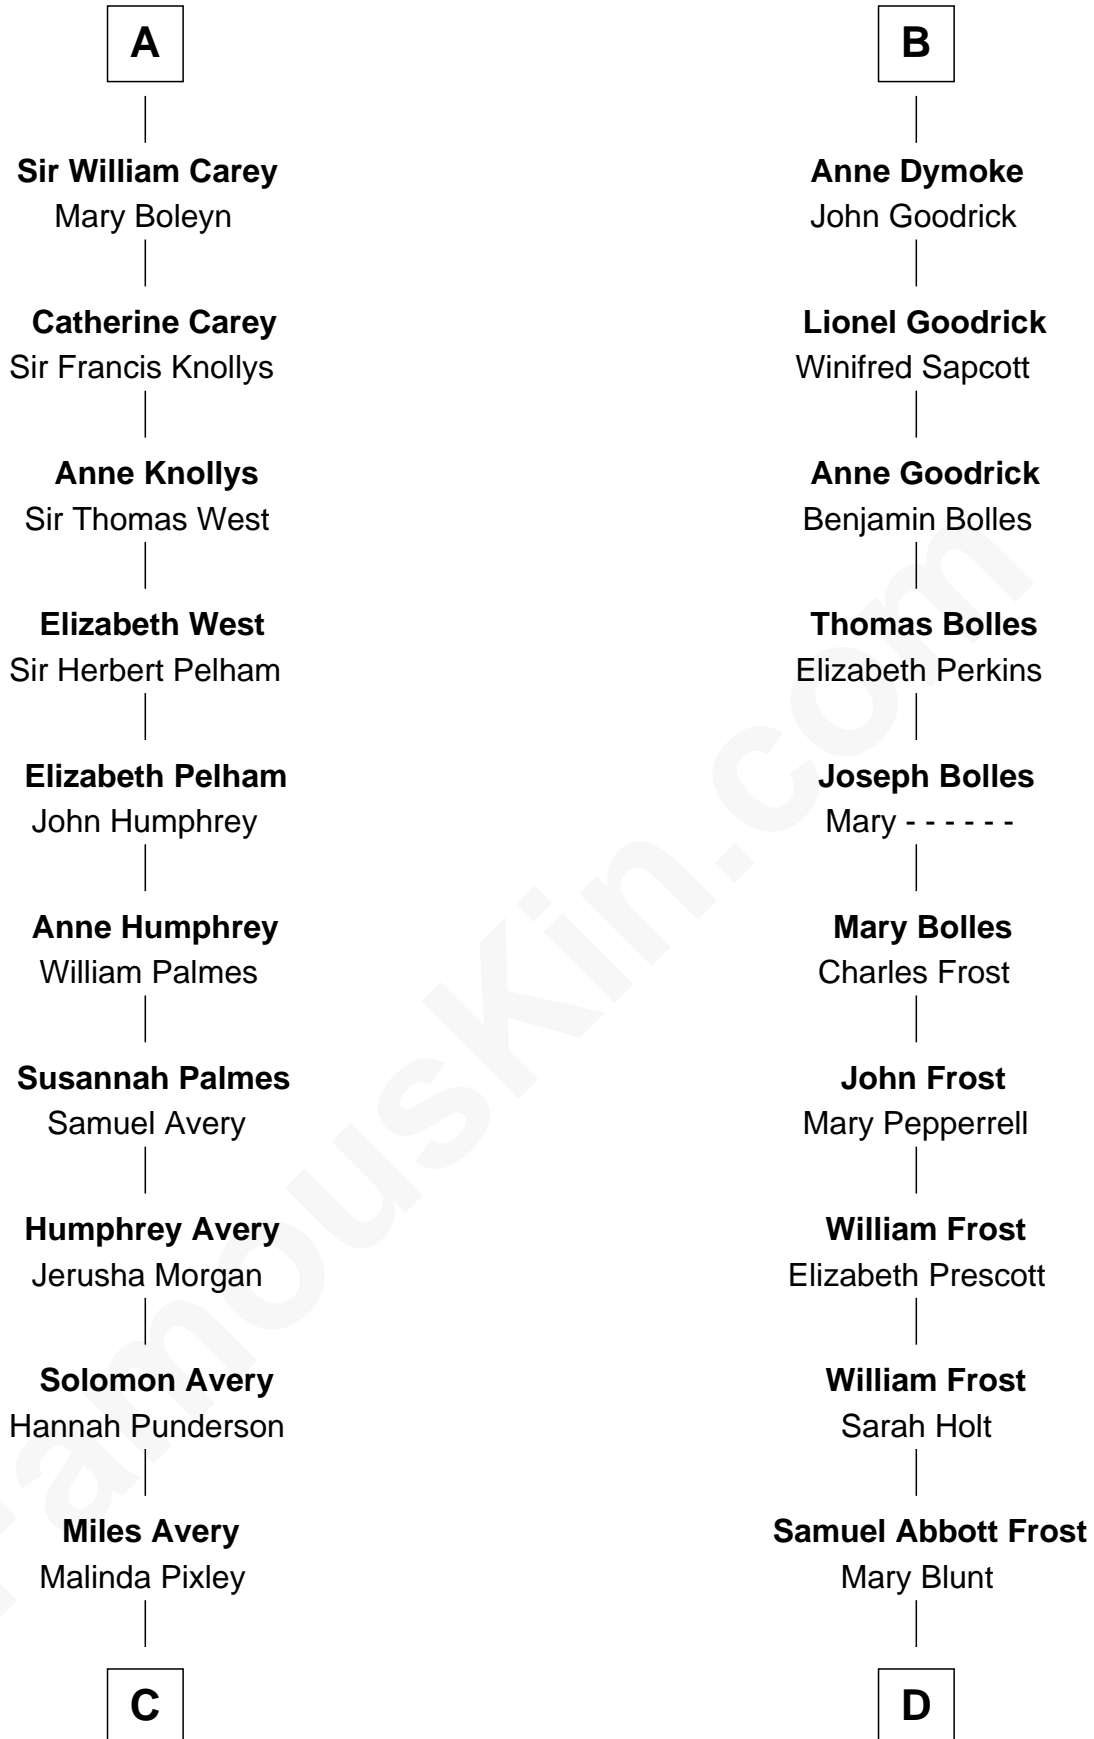 A
Sir William Carey
Mary Boleyn
Catherine Carey
Sir Francis Knollys
Anne Knollys
Sir Thomas West
Elizabeth West
Sir Herbert Pelham
Elizabeth Pelham
John Humphrey
Anne Humphrey
William Palmes
Susannah Palmes
Samuel Avery
Humphrey Avery
Jerusha Morgan
Solomon Avery
Hannah Punderson
Miles Avery
Malinda Pixley
C
B
Anne Dymoke
John Goodrick
Lionel Goodrick
Winifred Sapcott
Anne Goodrick
Benjamin Bolles
Thomas Bolles
Elizabeth Perkins
Joseph Bolles
Mary - - - - - -
Mary Bolles
Charles Frost
John Frost
Mary Pepperrell
William Frost
Elizabeth Prescott
William Frost
Sarah Holt
Samuel Abbott Frost
Mary Blunt
D
FamousKin.com